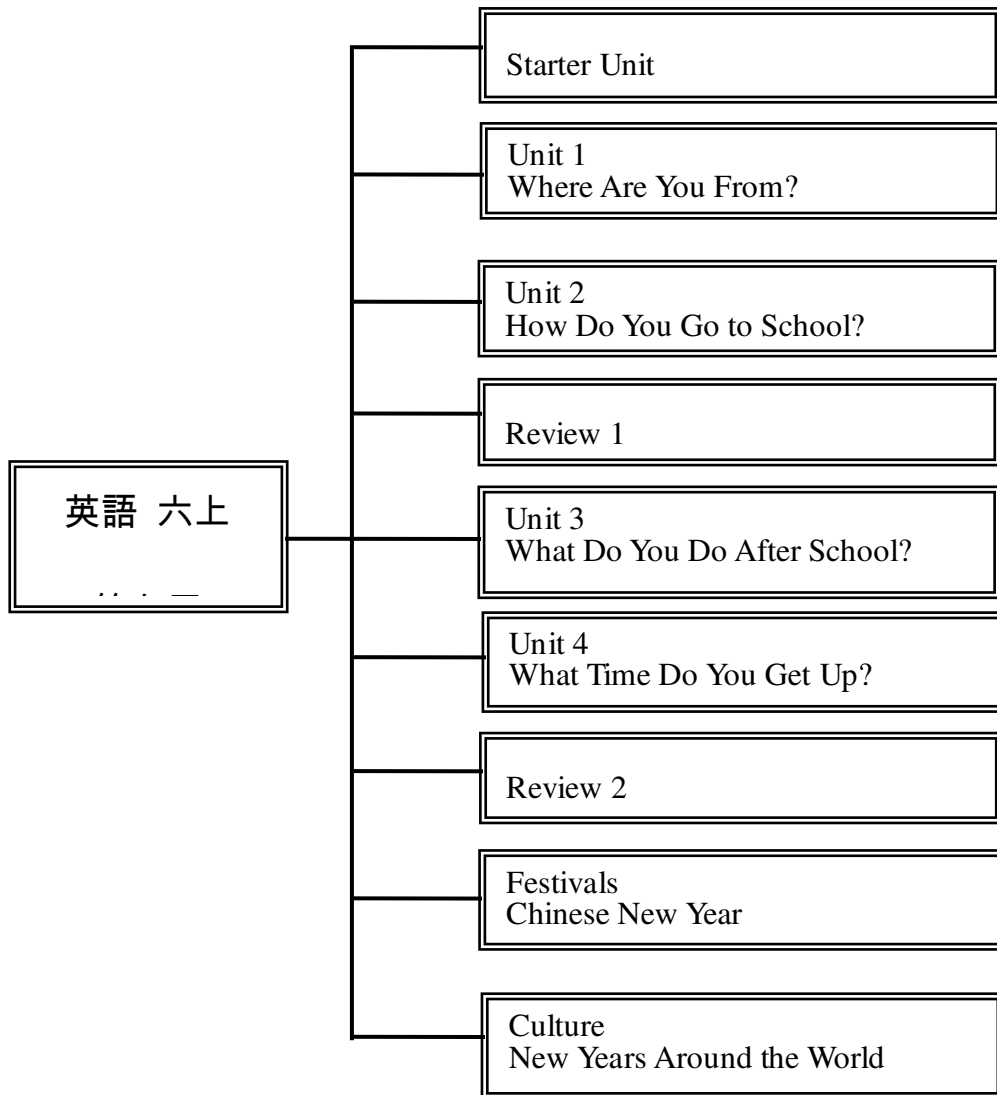 Starter Unit
Unit 1
Where Are You From?
Unit 2
How Do You Go to School?
Review 1
英語 六上
Unit 3
What Do You Do After School?
Unit 4
What Time Do You Get Up?
Review 2
Festivals
Chinese New Year
Culture
New Years Around the World